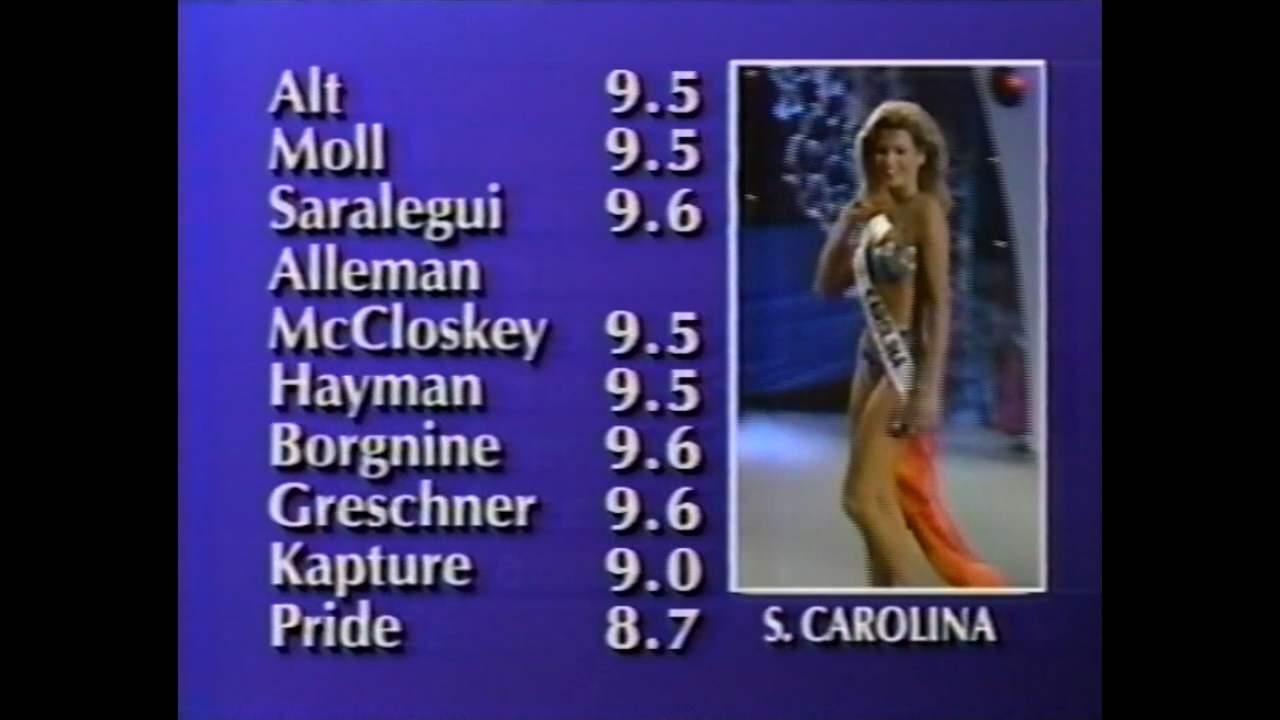 Alt 9.5
Moll 9.5
Saralegui 9.6
Alleman
McCloskey 9.5
Hayman 9.5
Borgnine 9.6
Greschner 9.6
Kapture 9.0
Pride 8.7
S. CAROLINA